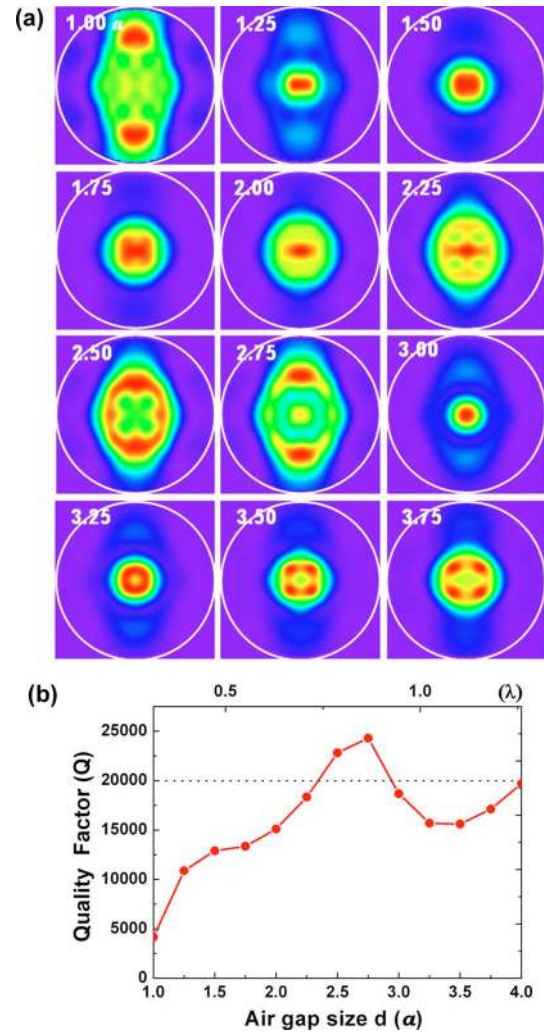 (a)
1.00 a 1.25 1.50
1.75 2.00 2.25
2.50 2.75 3.00
3.25 3.50 3.75
(b)
0.5 1.0 (λ)
Quality Factor (Q)
25000
20000
15000
10000
5000
0
1.0 1.5 2.0 2.5 3.0 3.5 4.0
Air gap size d (a)